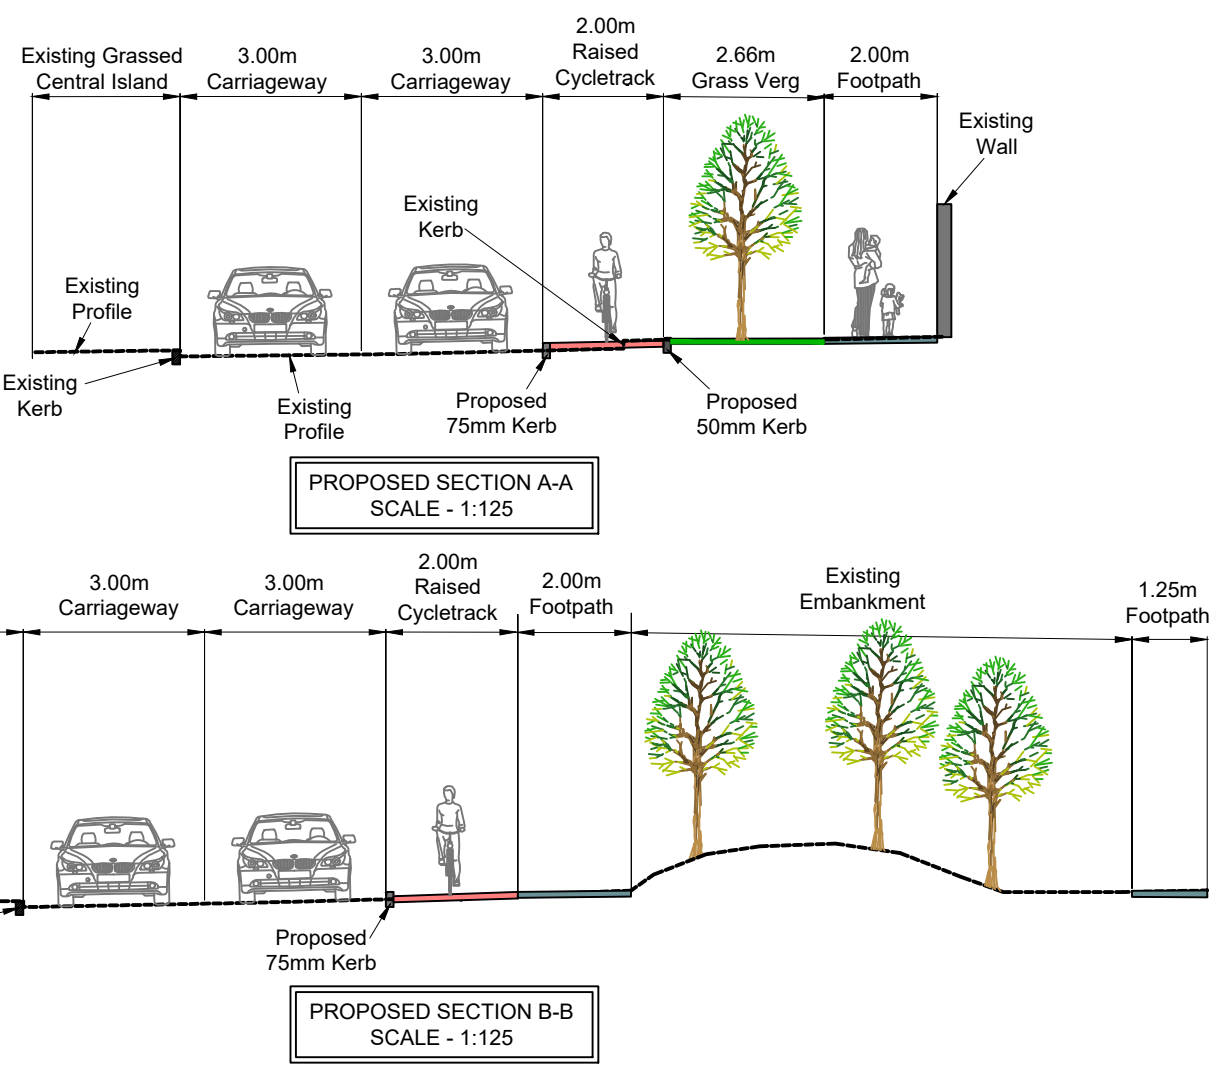 Existing Grassed
Central Island
3.00m
Carriageway
3.00m
Carriageway
2.00m
Raised
Cycletrack
2.66m
Grass Verg
2.00m
Footpath
Existing
Wall
Existing
Kerb
Existing
Profile
Existing
Kerb
Existing
Profile
Proposed
75mm Kerb
Proposed
50mm Kerb
PROPOSED SECTION A-A
SCALE - 1:125
3.00m
Carriageway
3.00m
Carriageway
2.00m
Raised
Cycletrack
2.00m
Footpath
Existing
Embankment
1.25m
Footpath
Proposed
75mm Kerb
PROPOSED SECTION B-B
SCALE - 1:125